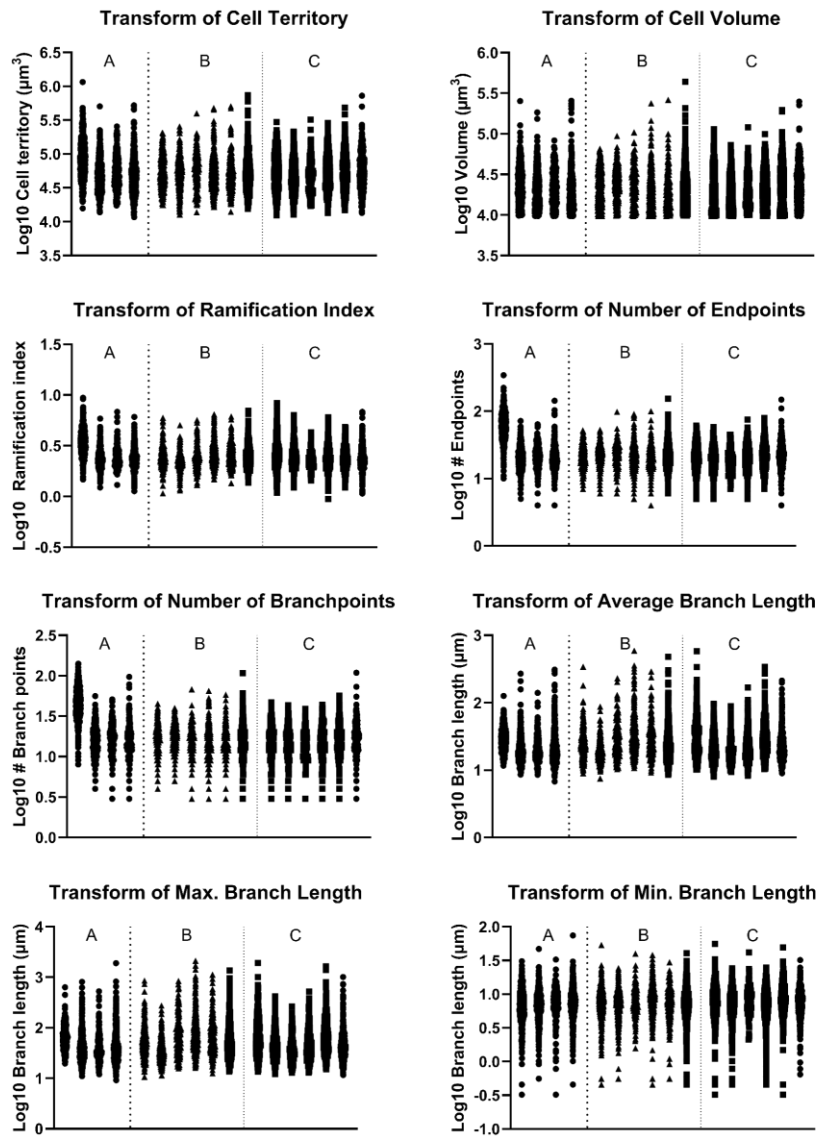 Transform of Cell Territory
Log10 Cell territory (µm³)
6.5
6.0
5.5
5.0
4.5
4.0
3.5
A
B
C
Transform of Cell Volume
Log10 Volume (µm³)
6.0
5.5
5.0
4.5
4.0
3.5
A
B
C
Transform of Ramification Index
Log10 Ramification index
1.5
1.0
0.5
0.0
-0.5
A
B
C
Transform of Number of Endpoints
Log10 # Endpoints
3
2
1
0
A
B
C
Transform of Number of Branchpoints
Log10 # Branch points
2.5
2.0
1.5
1.0
0.5
0.0
A
B
C
Transform of Average Branch Length
Log10 Branch length (µm)
3
2
1
0
A
B
C
Transform of Max. Branch Length
Log10 Branch length (µm)
4
3
2
1
0
A
B
C
Transform of Min. Branch Length
Log10 Branch length (µm)
2.0
1.5
1.0
0.5
0.0
-0.5
-1.0
A
B
C